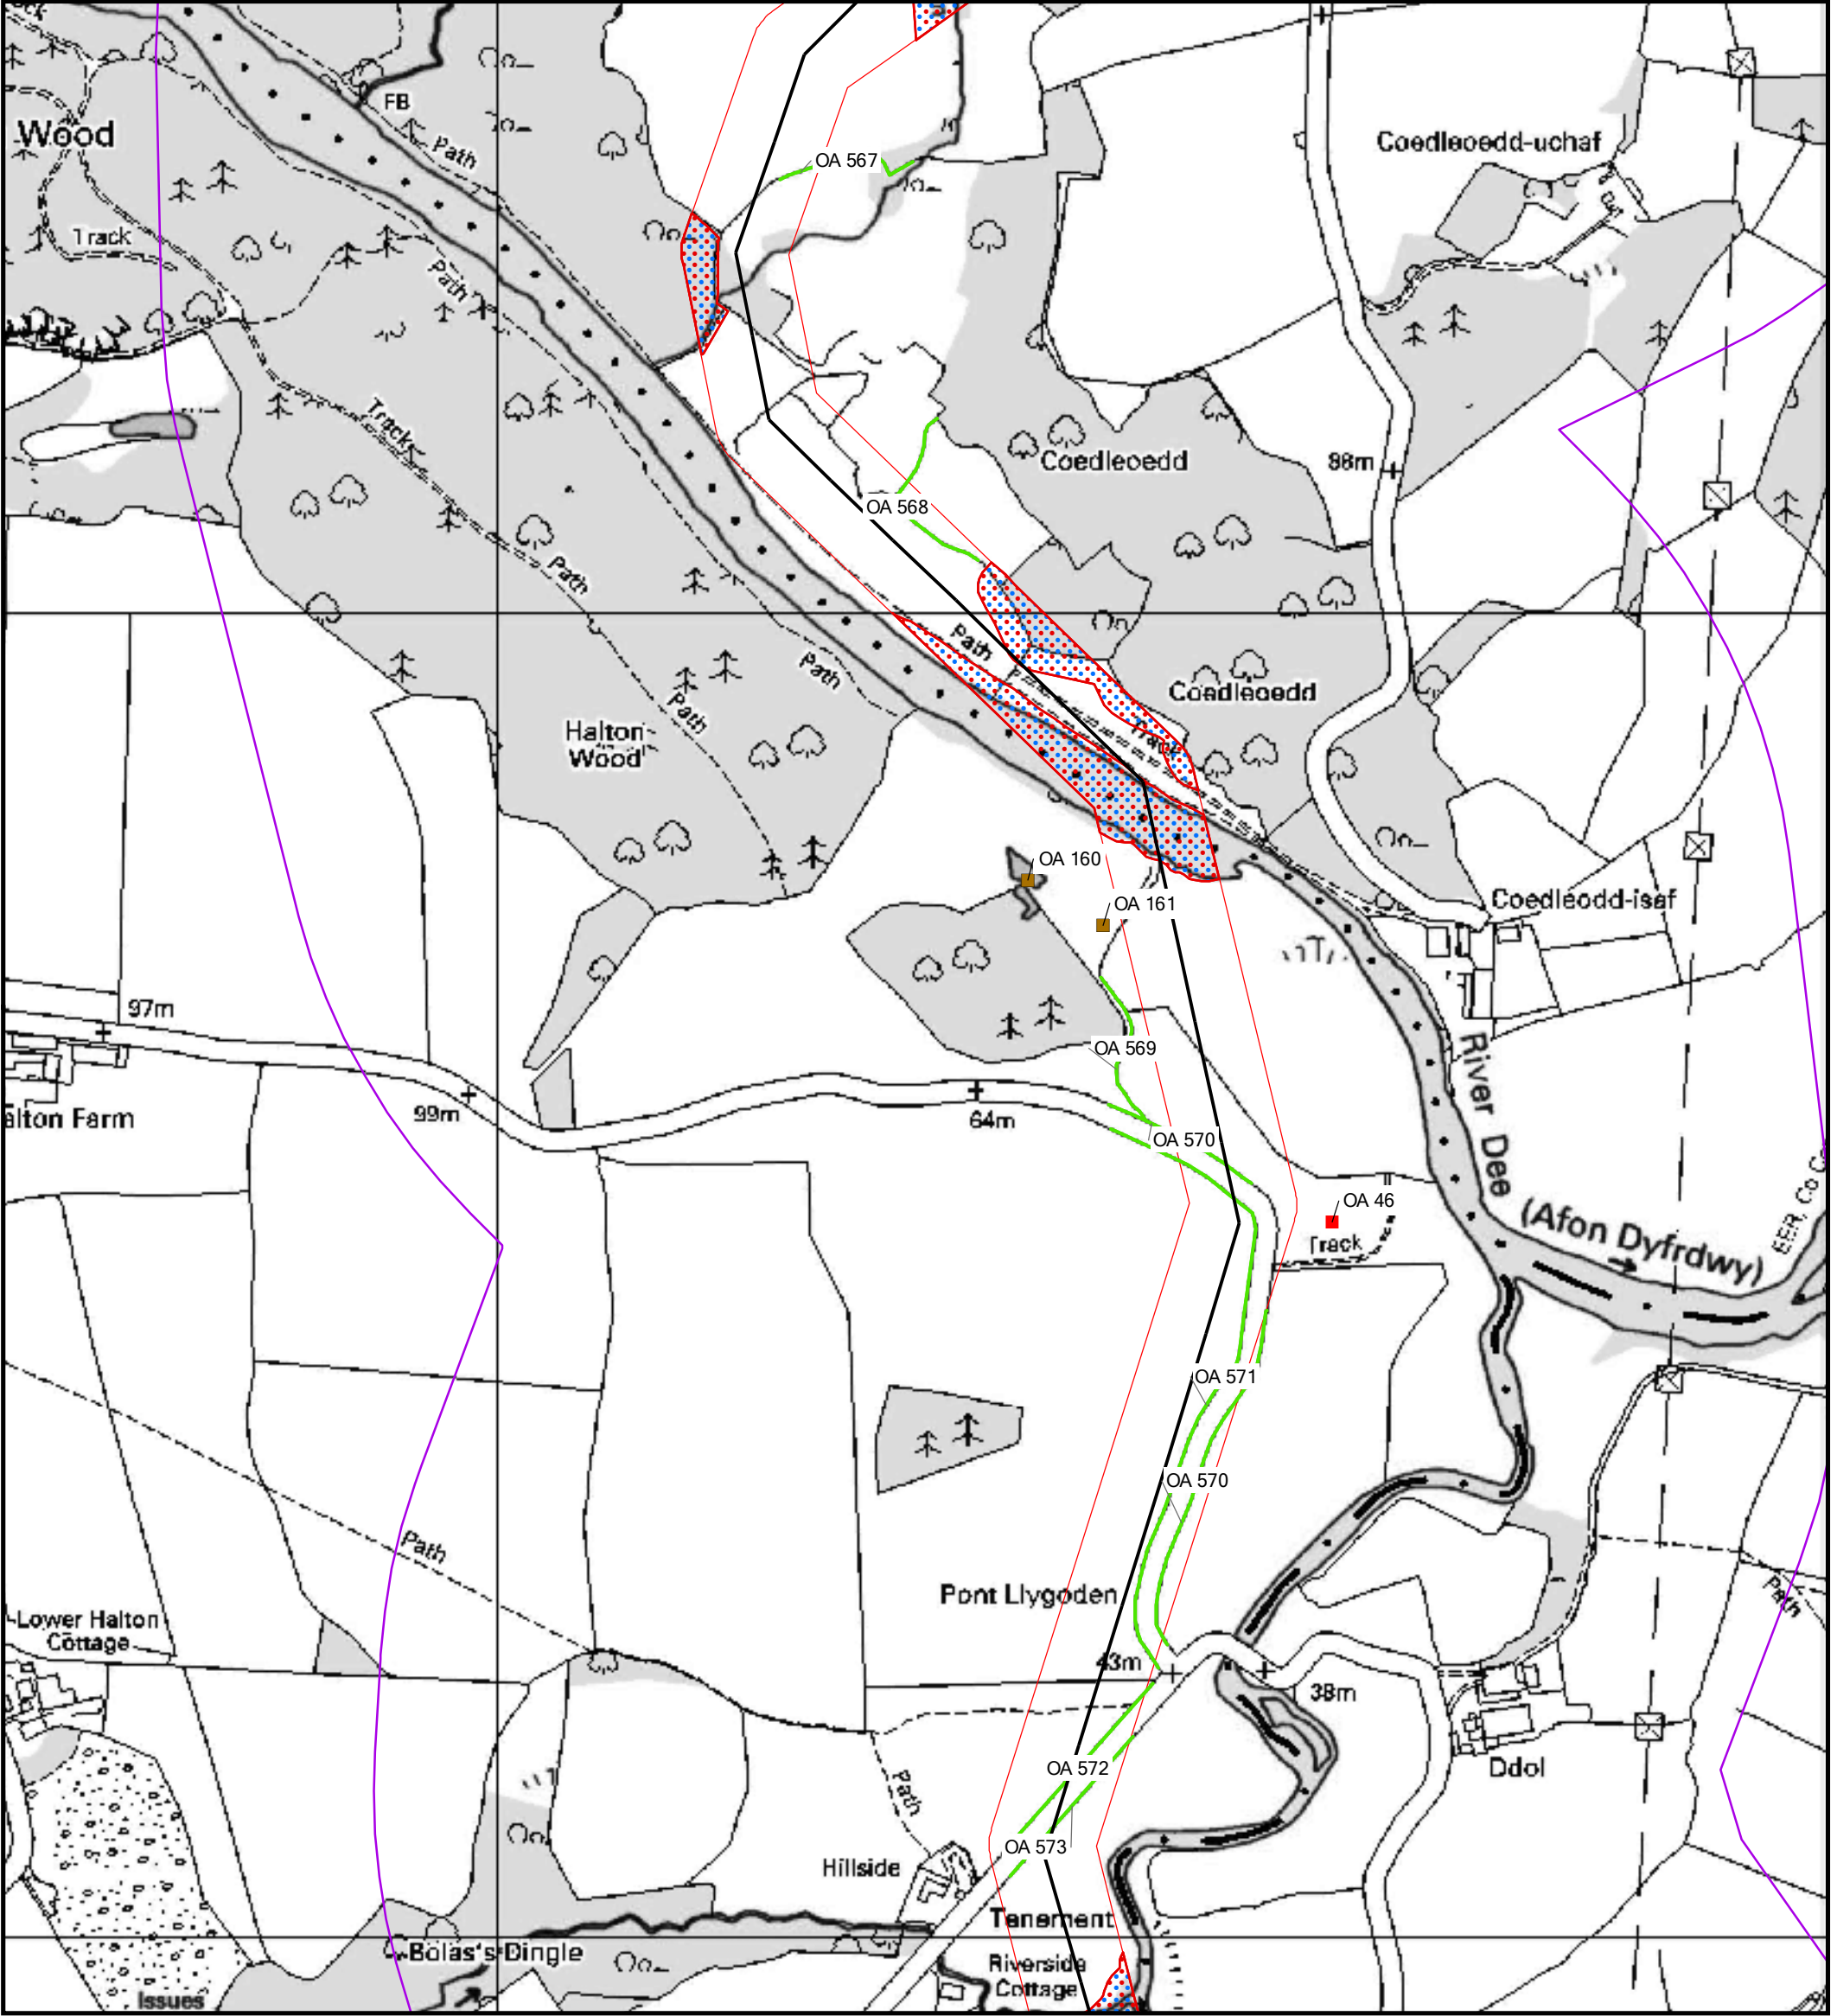 FB
Path
Wood
Coedleoedd-uchaf
OA 567
Track
Path
Track
Coedleoedd
98m
OA 568
Path
Path
Path
Path
Coedleoedd
Halton
Wood
Track
OA 160
OA 161
Coedleodd-isaf
97m
OA 569
River Dee
alton Farm
99m
64m
OA 570
OA 46
Track
(Afon Dyfrdwy)
EER, Co C
OA 571
OA 570
Path
Pont Llygoden
Path
Lower Halton
Cottage
43m
38m
OA 572
Ddol
Path
OA 573
Hillside
Tenement
Bolas's Dingle
Riverside
Cottage
Issues